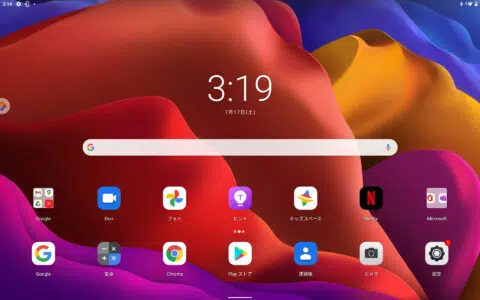 3:19
3:19
7月17日(土)
Google
Duo
フォト
ヒント
キッズスペース
Netflix
Microsoft
Google
Chrome
Play ストア
連絡帳
カメラ
設定